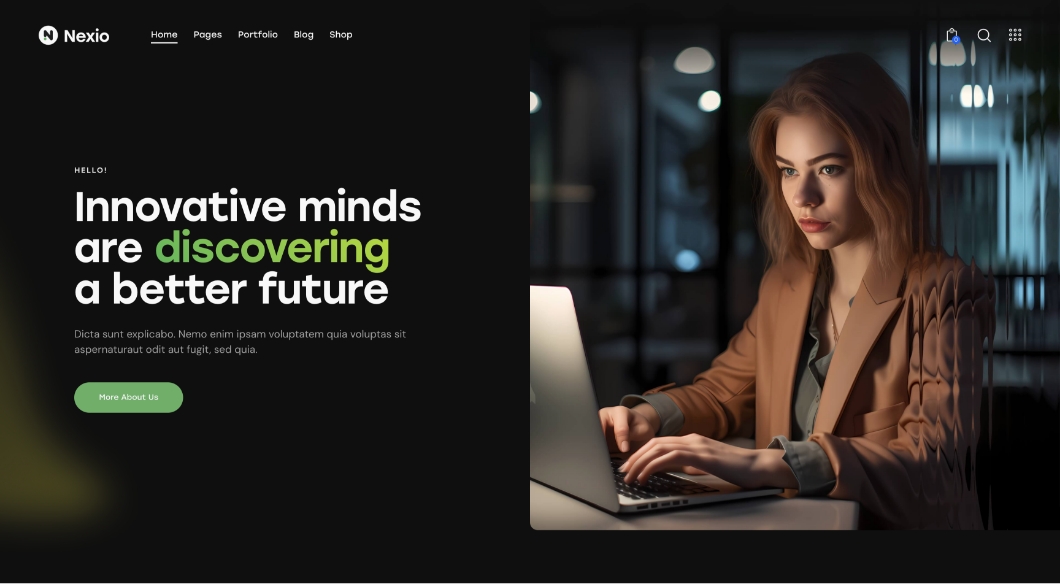 Nexio
Home Pages Portfolio Blog Shop
0
HELLO!
Innovative minds
are discovering
a better future
Dicta sunt explicabo. Nemo enim ipsam voluptatem quia voluptas sit
aspernaturaut odit aut fugit, sed quia.
More About Us